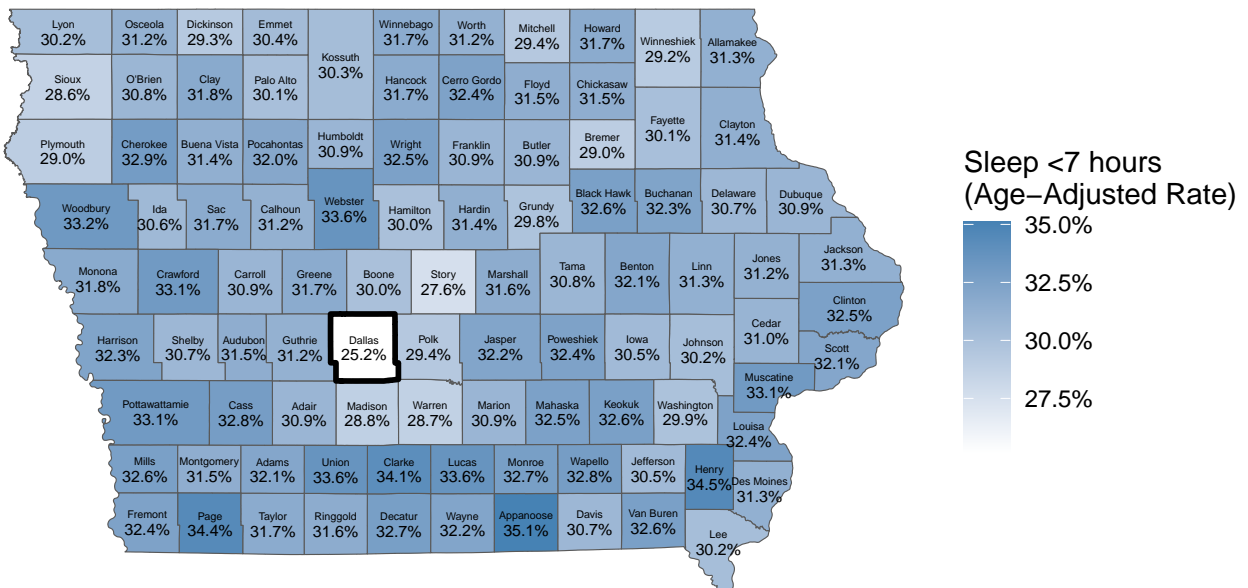 Lyon
30.2%
Osceola
31.2%
Dickinson
29.3%
Emmet
30.4%
Kossuth
30.3%
Winnebago
31.7%
Worth
31.2%
Mitchell
29.4%
Howard
31.7%
Winneshiek
29.2%
Allamakee
31.3%
Sioux
28.6%
O'Brien
30.8%
Clay
31.8%
Palo Alto
30.1%
Hancock
31.7%
Cerro Gordo
32.4%
Floyd
31.5%
Chickasaw
31.5%
Fayette
30.1%
Clayton
31.4%
Plymouth
29.0%
Cherokee
32.9%
Buena Vista
31.4%
Pocahontas
32.0%
Humboldt
30.9%
Wright
32.5%
Franklin
30.9%
Butler
30.9%
Bremer
29.0%
Woodbury
33.2%
Ida
30.6%
Sac
31.7%
Calhoun
31.2%
Webster
33.6%
Hamilton
30.0%
Hardin
31.4%
Grundy
29.8%
Black Hawk
32.6%
Buchanan
32.3%
Delaware
30.7%
Dubuque
30.9%
Monona
31.8%
Crawford
33.1%
Carroll
30.9%
Greene
31.7%
Boone
30.0%
Story
27.6%
Marshall
31.6%
Tama
30.8%
Benton
32.1%
Linn
31.3%
Jones
31.2%
Jackson
31.3%
Clinton
32.5%
Harrison
32.3%
Shelby
30.7%
Audubon
31.5%
Guthrie
31.2%
Dallas
25.2%
Polk
29.4%
Jasper
32.2%
Poweshiek
32.4%
Iowa
30.5%
Johnson
30.2%
Cedar
31.0%
Scott
32.1%
Muscatine
33.1%
Pottawattamie
33.1%
Cass
32.8%
Adair
30.9%
Madison
28.8%
Warren
28.7%
Marion
30.9%
Mahaska
32.5%
Keokuk
32.6%
Washington
29.9%
Louisa
32.4%
Mills
32.6%
Montgomery
31.5%
Adams
32.1%
Union
33.6%
Clarke
34.1%
Lucas
33.6%
Monroe
32.7%
Wapello
32.8%
Jefferson
30.5%
Henry
34.5%
Des Moines
31.3%
Fremont
32.4%
Page
34.4%
Taylor
31.7%
Ringgold
31.6%
Decatur
32.7%
Wayne
32.2%
Appanoose
35.1%
Davis
30.7%
Van Buren
32.6%
Lee
30.2%
Sleep <7 hours
(Age−Adjusted Rate)
35.0%
32.5%
30.0%
27.5%